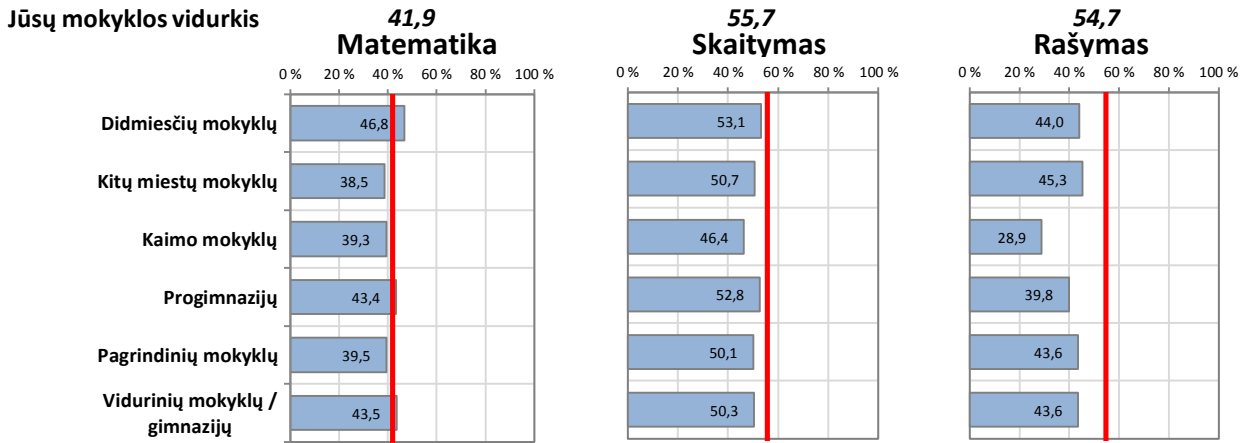 Jūsų mokyklos vidurkis 41,9 55,7 54,7
Matematika Skaitymas Rašymas
0 % 20 % 40 % 60 % 80 % 100 % 0 % 20 % 40 % 60 % 80 % 100 % 0 % 20 % 40 % 60 % 80 % 100 %
Didmiesčių mokyklų 46,8 53,1 44,0
Kitų miestų mokyklų 38,5 50,7 45,3
Kaimo mokyklų 39,3 46,4 28,9
Progimnazijų 43,4 52,8 39,8
Pagrindinių mokyklų 39,5 50,1 43,6
Vidurinių mokyklų /
gimnazijų 43,5 50,3 43,6